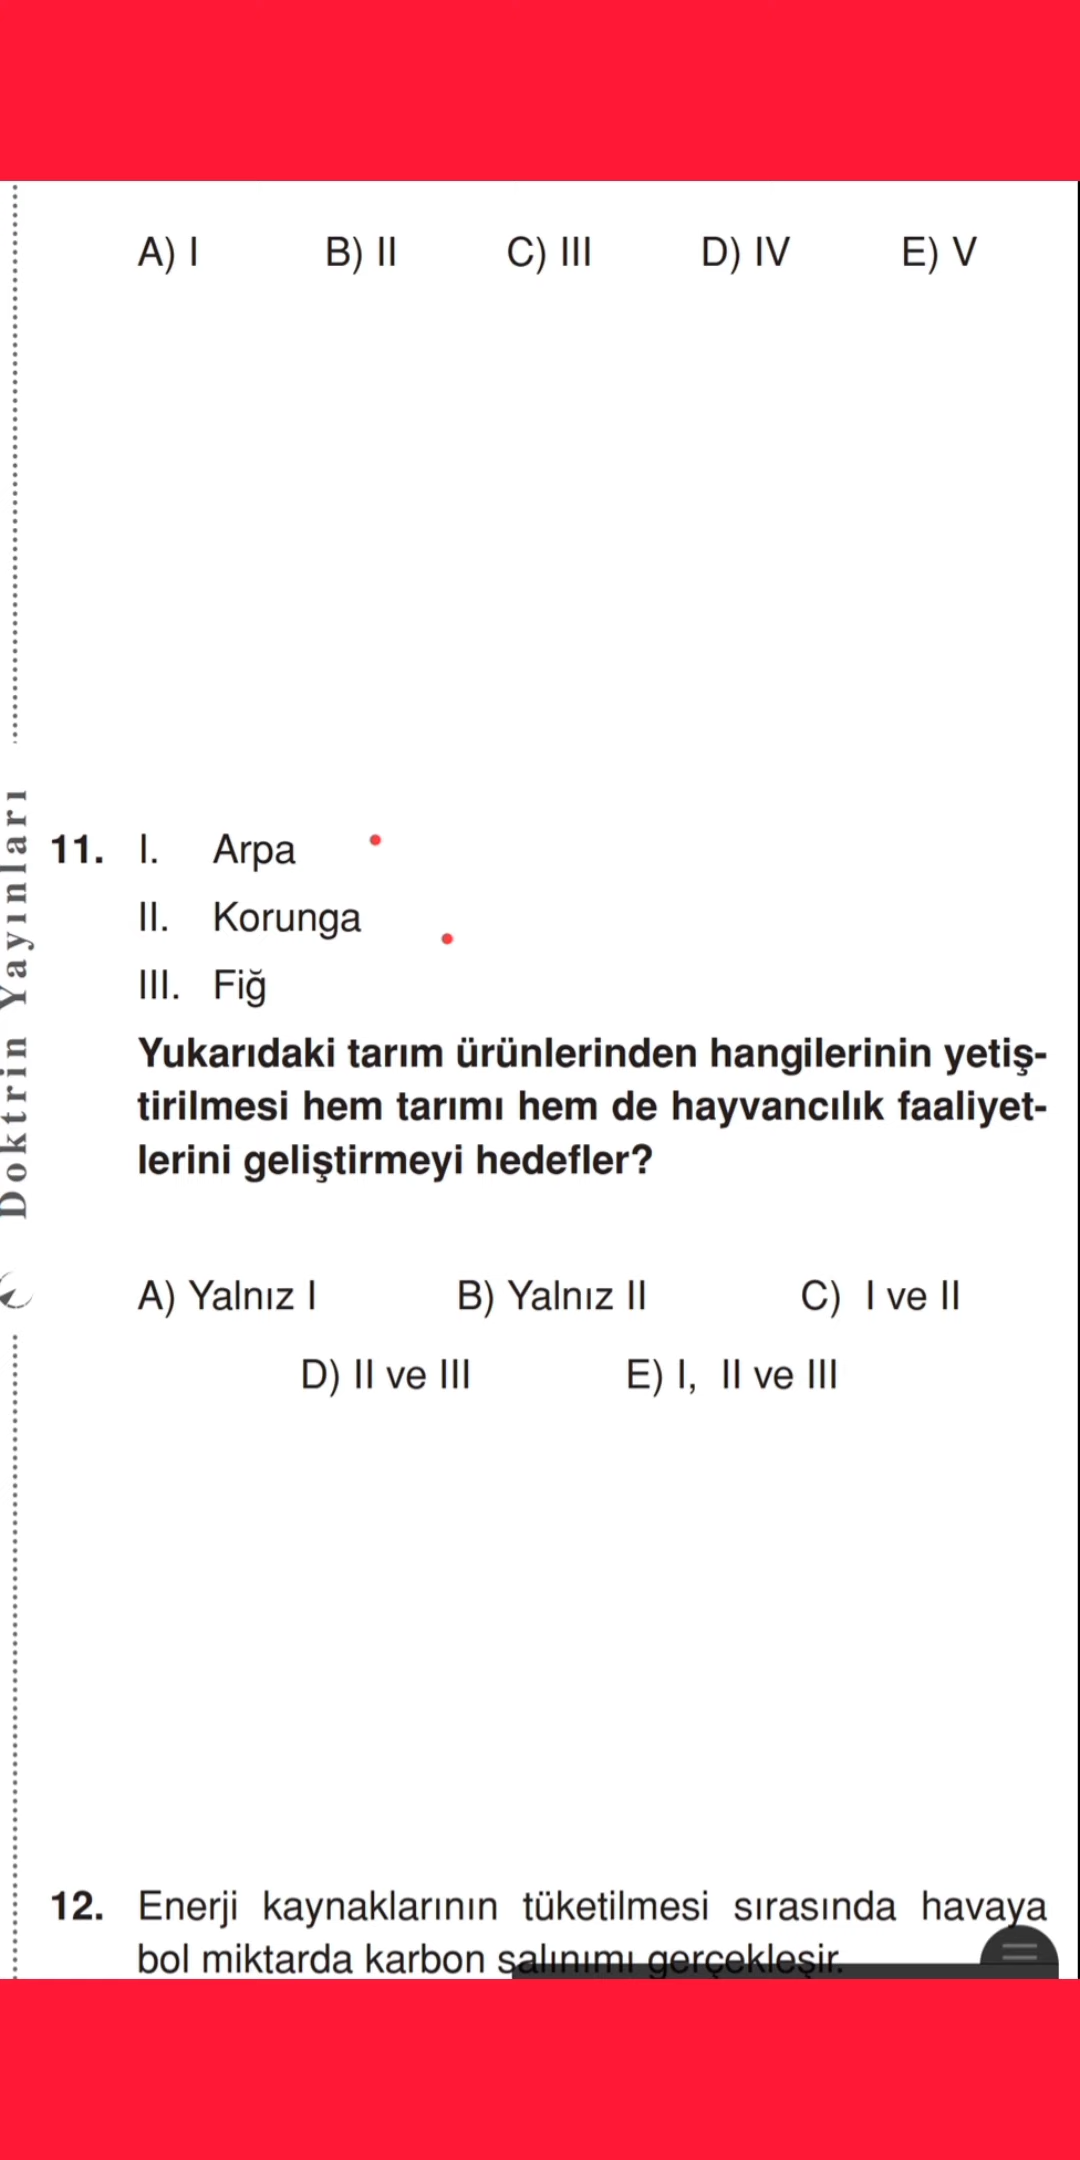 A) I B) II C) III D) IV E) V
Doktrin Yayınları
11. I. Arpa
II. Korunga
III. Fiğ
Yukarıdaki tarım ürünlerinden hangilerinin yetiş-
tirilmesi hem tarımı hem de hayvancılık faaliyet-
lerini geliştirmeyi hedefler?
A) Yalnız I B) Yalnız II C) I ve II
D) II ve III E) I, II ve III
12. Enerji kaynaklarının tüketilmesi sırasında havaya
bol miktarda karbon salınımı gerçekleşir.